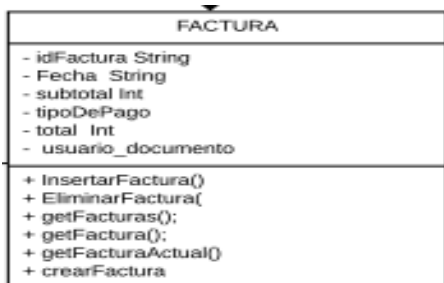 FACTURA
- idFactura String
- Fecha String
- subtotal Int
- tipoDePago
- total Int
- usuario_documento
+ InsertarFactura()
+ EliminarFactura(
+ getFacturas();
+ getFactura();
+ getFacturaActual()
+ crearFactura